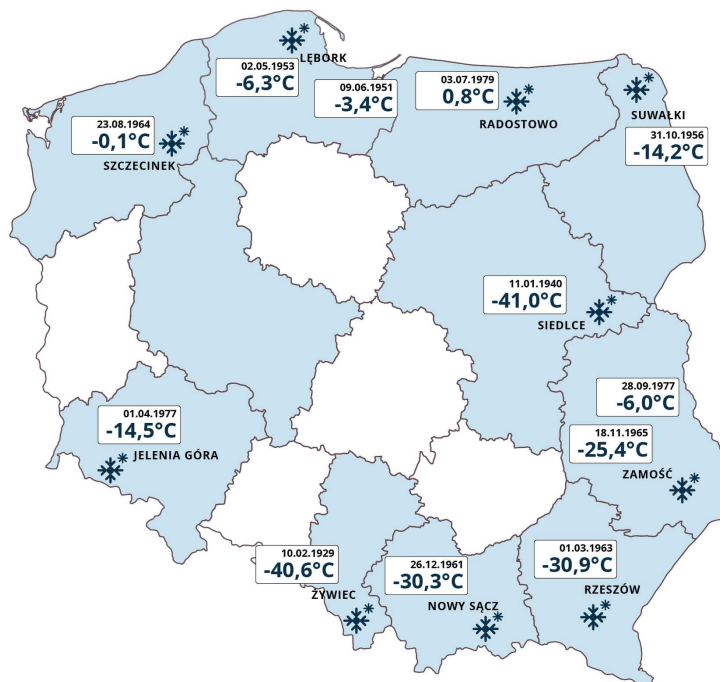 LĘBORK
02.05.1953
-6,3°C
09.06.1951
-3,4°C
03.07.1979
0,8°C
RADOSTOWO
SUWAŁKI
31.10.1956
-14,2°C
23.08.1964
-0,1°C
SZCZECINEK
11.01.1940
-41,0°C
SIEDLCE
28.09.1977
-6,0°C
18.11.1965
-25,4°C
ZAMOŚĆ
01.04.1977
-14,5°C
JELENIA GÓRA
10.02.1929
-40,6°C
ŻYWIEC
26.12.1961
-30,3°C
NOWY SĄCZ
01.03.1963
-30,9°C
RZESZÓW